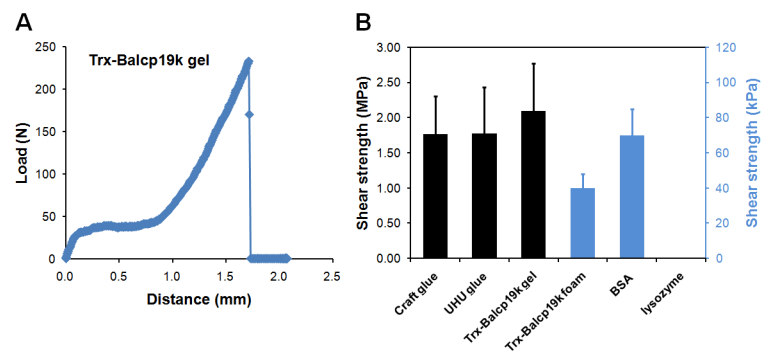 A
Trx-Balcp19k gel
Load (N)
250
200
150
100
50
0
0.0
0.5
1.0
1.5
2.0
2.5
Distance (mm)
B
Shear strength (MPa)
3.00
2.50
2.00
1.50
1.00
0.50
0.00
120
100
80
60
40
20
0
Shear strength (kPa)
Craft glue
UHU glue
Trx-Balcp19k gel
Trx-Balcp19k foam
BSA
lysozyme